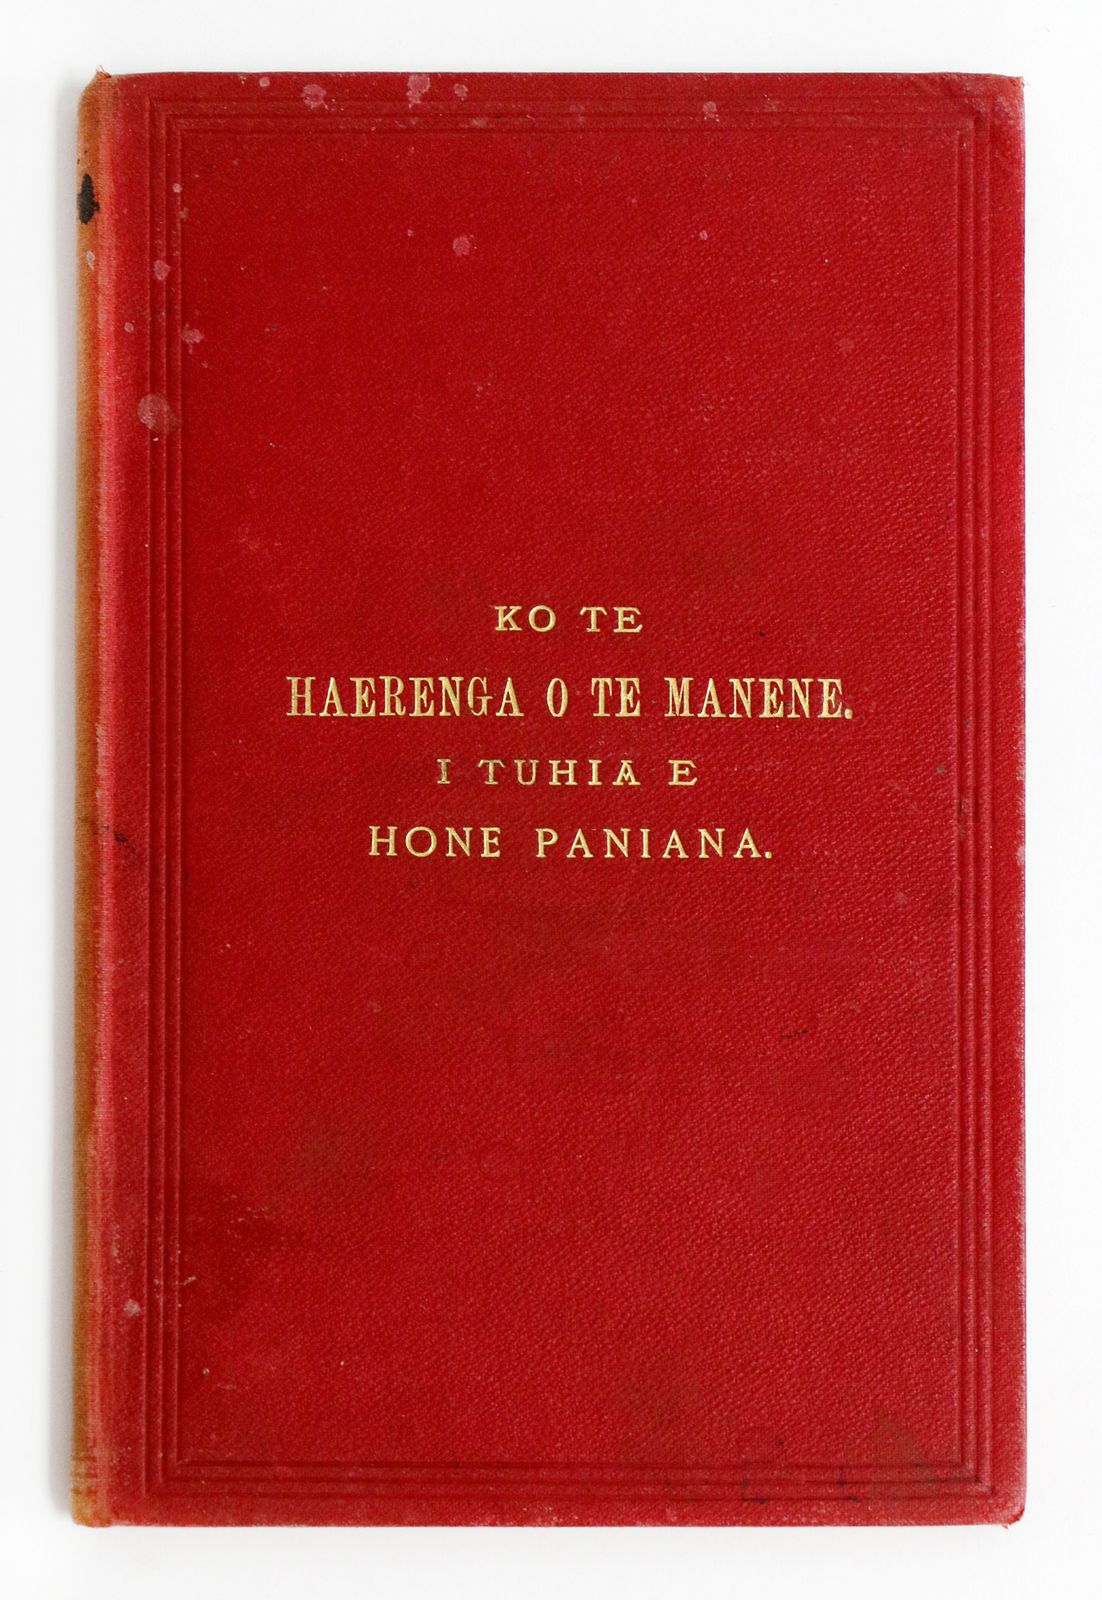 KO TE
HAERENGA O TE MANENE.
I TUHIA E
HONE PANIANA.